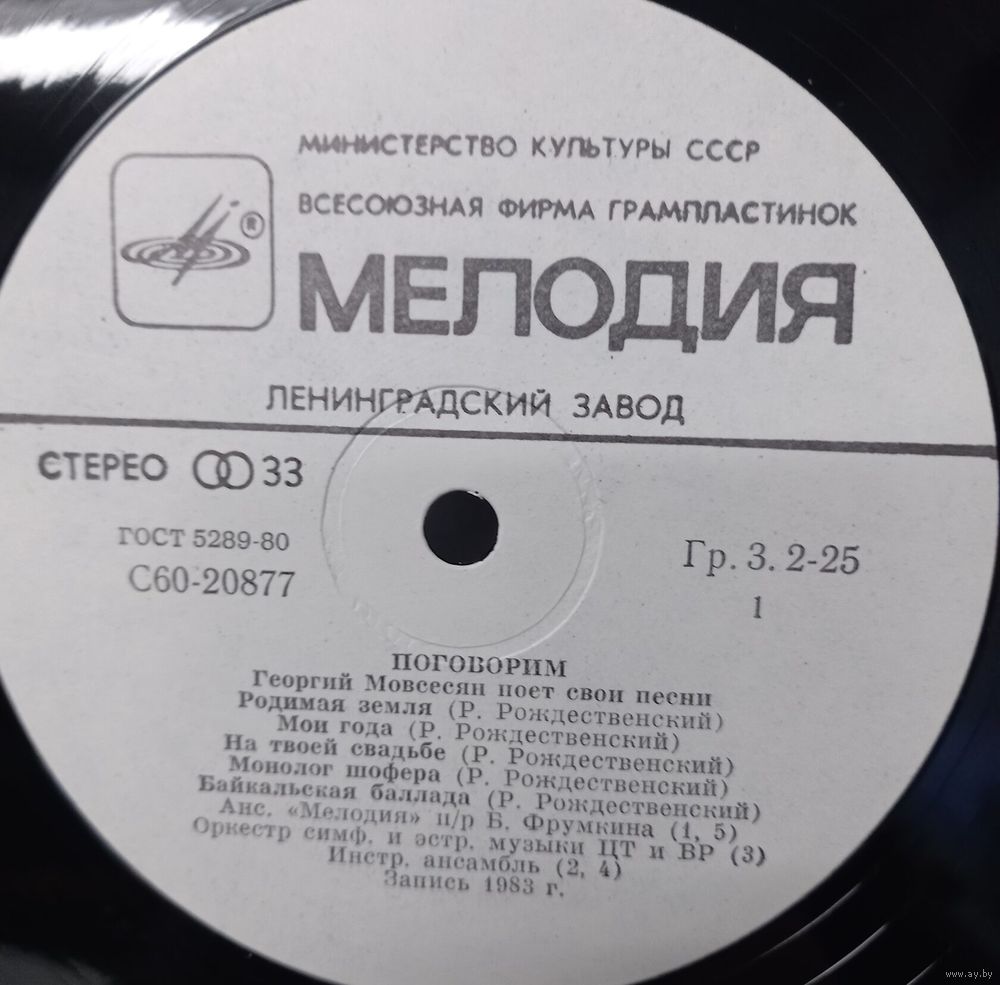 МИНИСТЕРСТВО КУЛЬТУРЫ СССР
ВСЕСОЮЗНАЯ ФИРМА ГРАМПЛАСТИНОК
®
МЕЛОДИЯ
ЛЕНИНГРАДСКИЙ ЗАВОД
СТЕРЕО 33
ГОСТ 5289-80
С60-20877
Гр. 3. 2-25
1
ПОГОВОРИМ
Георгий Мовсесян поет свои песни
Родимая земля (Р. Рождественский)
Мои года (Р. Рождественский)
На твоей свадьбе (Р. Рождественский)
Монолог шофера (Р. Рождественский)
Байкальская баллада (Р. Рождественский)
Анс. «Мелодия» п/р Б. Фрумкина (1, 5)
Оркестр симф. и эстр. музыки ЦТ и ВР (3)
Инстр. ансамбль (2, 4)
Запись 1983 г.
www.ay.by